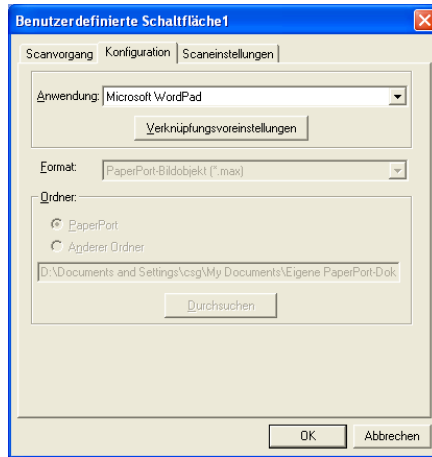 Benutzerdefinierte Schaltfläche1
Scanvorgang Konfiguration Scaneinstellungen
Anwendung: Microsoft WordPad
Verknüpfungsvoreinstellungen
Format: PaperPort-Bildobjekt (*.max)
Ordner:
PaperPort
Anderer Ordner
D:\Documents and Settings\csg\My Documents\Eigene PaperPort-Dok
Durchsuchen
OK Abbrechen